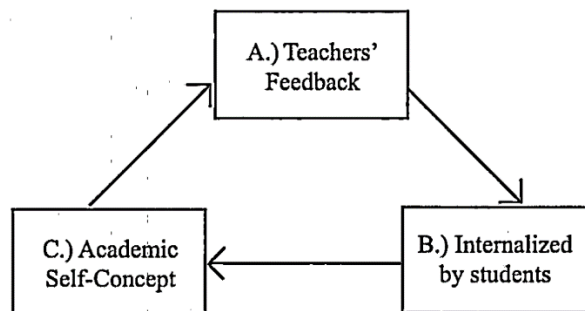 A.) Teachers'
Feedback
B.) Internalized
by students
C.) Academic
Self-Concept